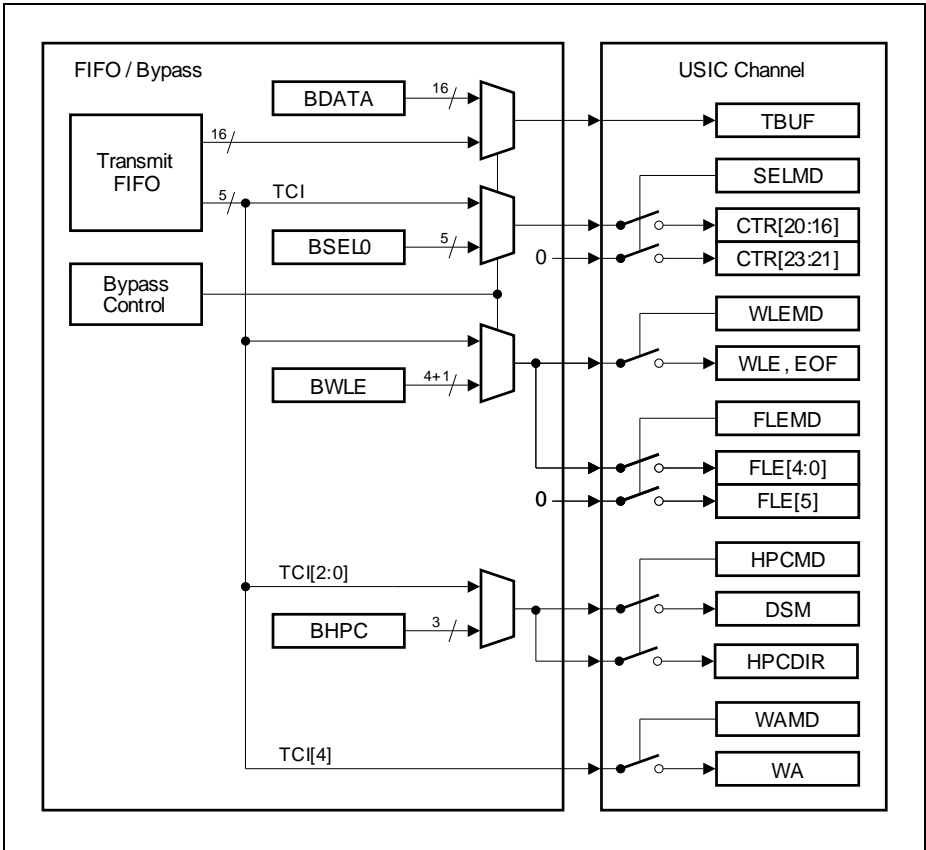 FIFO / Bypass
USIC Channel
BDATA
16
TBUF
16
Transmit
FIFO
SELMD
5
TCI
CTR[20:16]
BSEL0
5
0
CTR[23:21]
Bypass
Control
WLEMD
WLE, EOF
BWLE
4+1
FLEMD
FLE[4:0]
0
FLE[5]
HPCMD
TCI[2:0]
DSM
BHPC
3
HPCDIR
WAMD
TCI[4]
WA